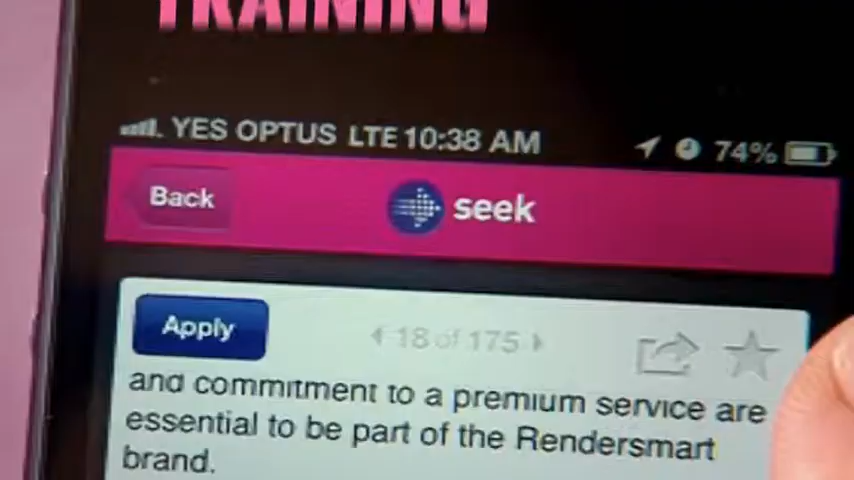 TRAINING
YES OPTUS LTE 10:38 AM 74%
Back seek
Apply 18 of 175
and commitment to a premium service are
essential to be part of the Rendersmart
brand.